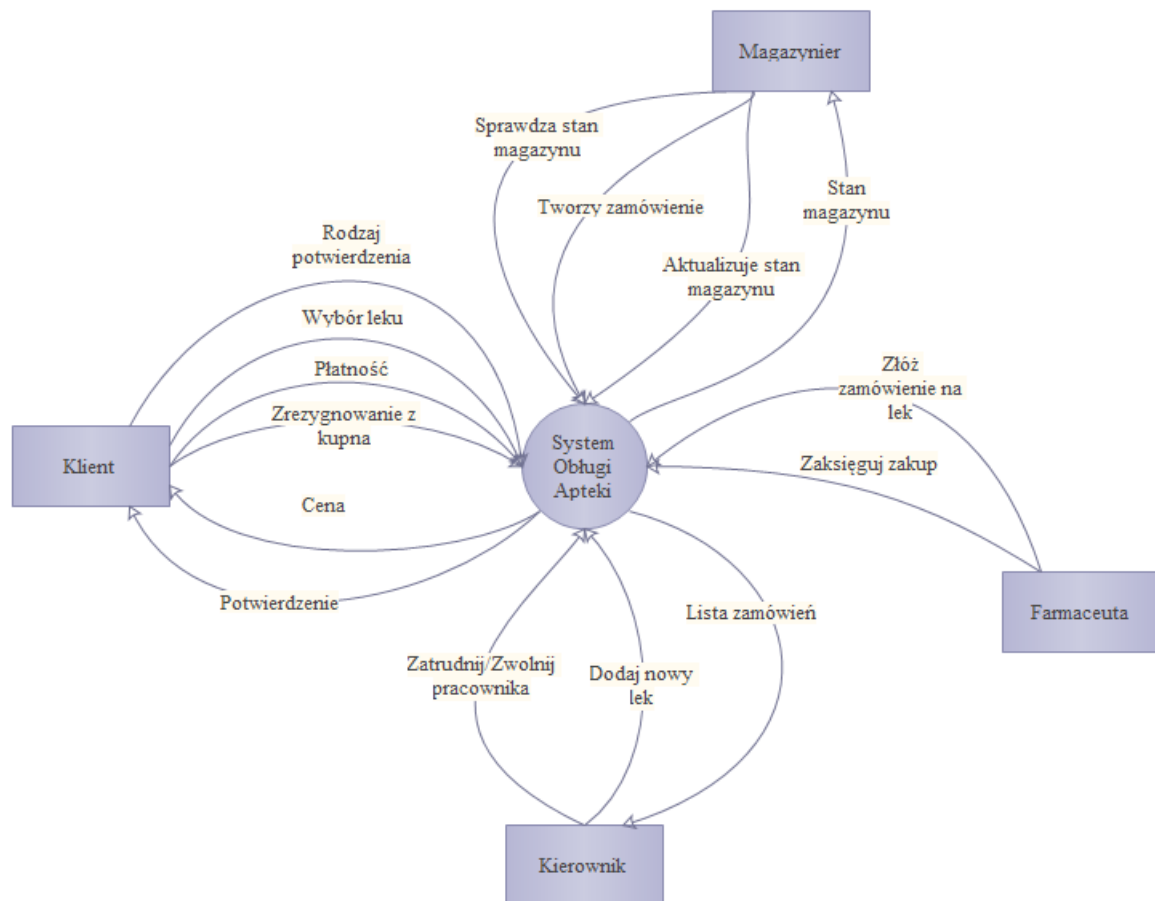 Magazynier
Sprawdza stan
magazynu
Tworzy zamówienie
Stan
magazynu
Aktualizuje stan
magazynu
Rodzaj
potwierdzenia
Wybór leku
Płatność
Zrezygnowanie z
kupna
Klient
Cena
Potwierdzenie
System
Obługi
Apteki
Złóż
zamówienie na
lek
Zaksięguj zakup
Farmaceuta
Lista zamówień
Zatrudnij/Zwolnij
pracownika
Dodaj nowy
lek
Kierownik